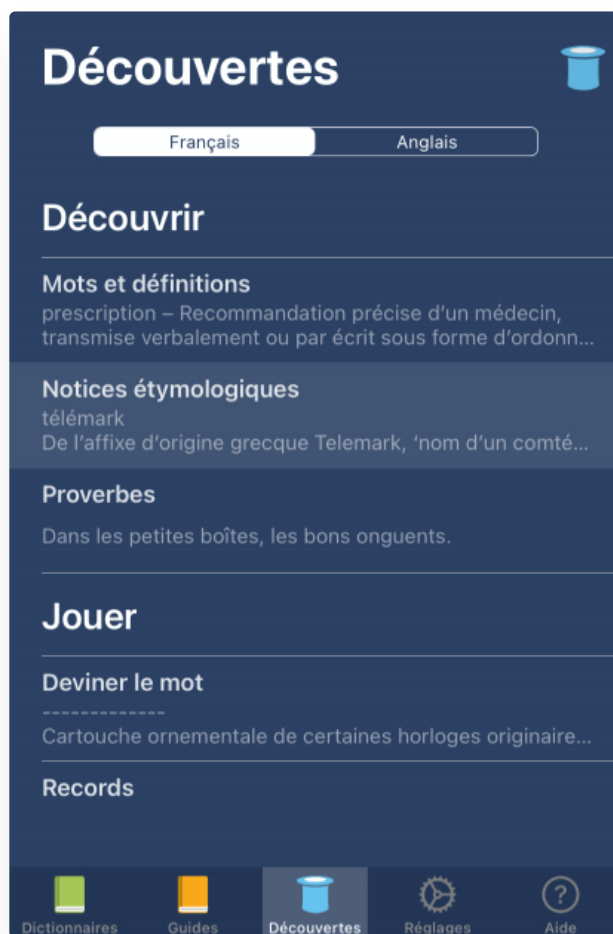 Découvertes
Français
Anglais
Découvrir
Mots et définitions
prescription – Recommandation précise d’un médecin,
transmise verbalement ou par écrit sous forme d’ordonn...
Notices étymologiques
télémark
De l’affixe d’origine grecque Telemark, ‘nom d’un comté...
Proverbes
Dans les petites boîtes, les bons onguents.
Jouer
Deviner le mot
-------------
Cartouche ornementale de certaines horloges originaire...
Records
Dictionnaires
Guides
Découvertes
Réglages
?
Aide